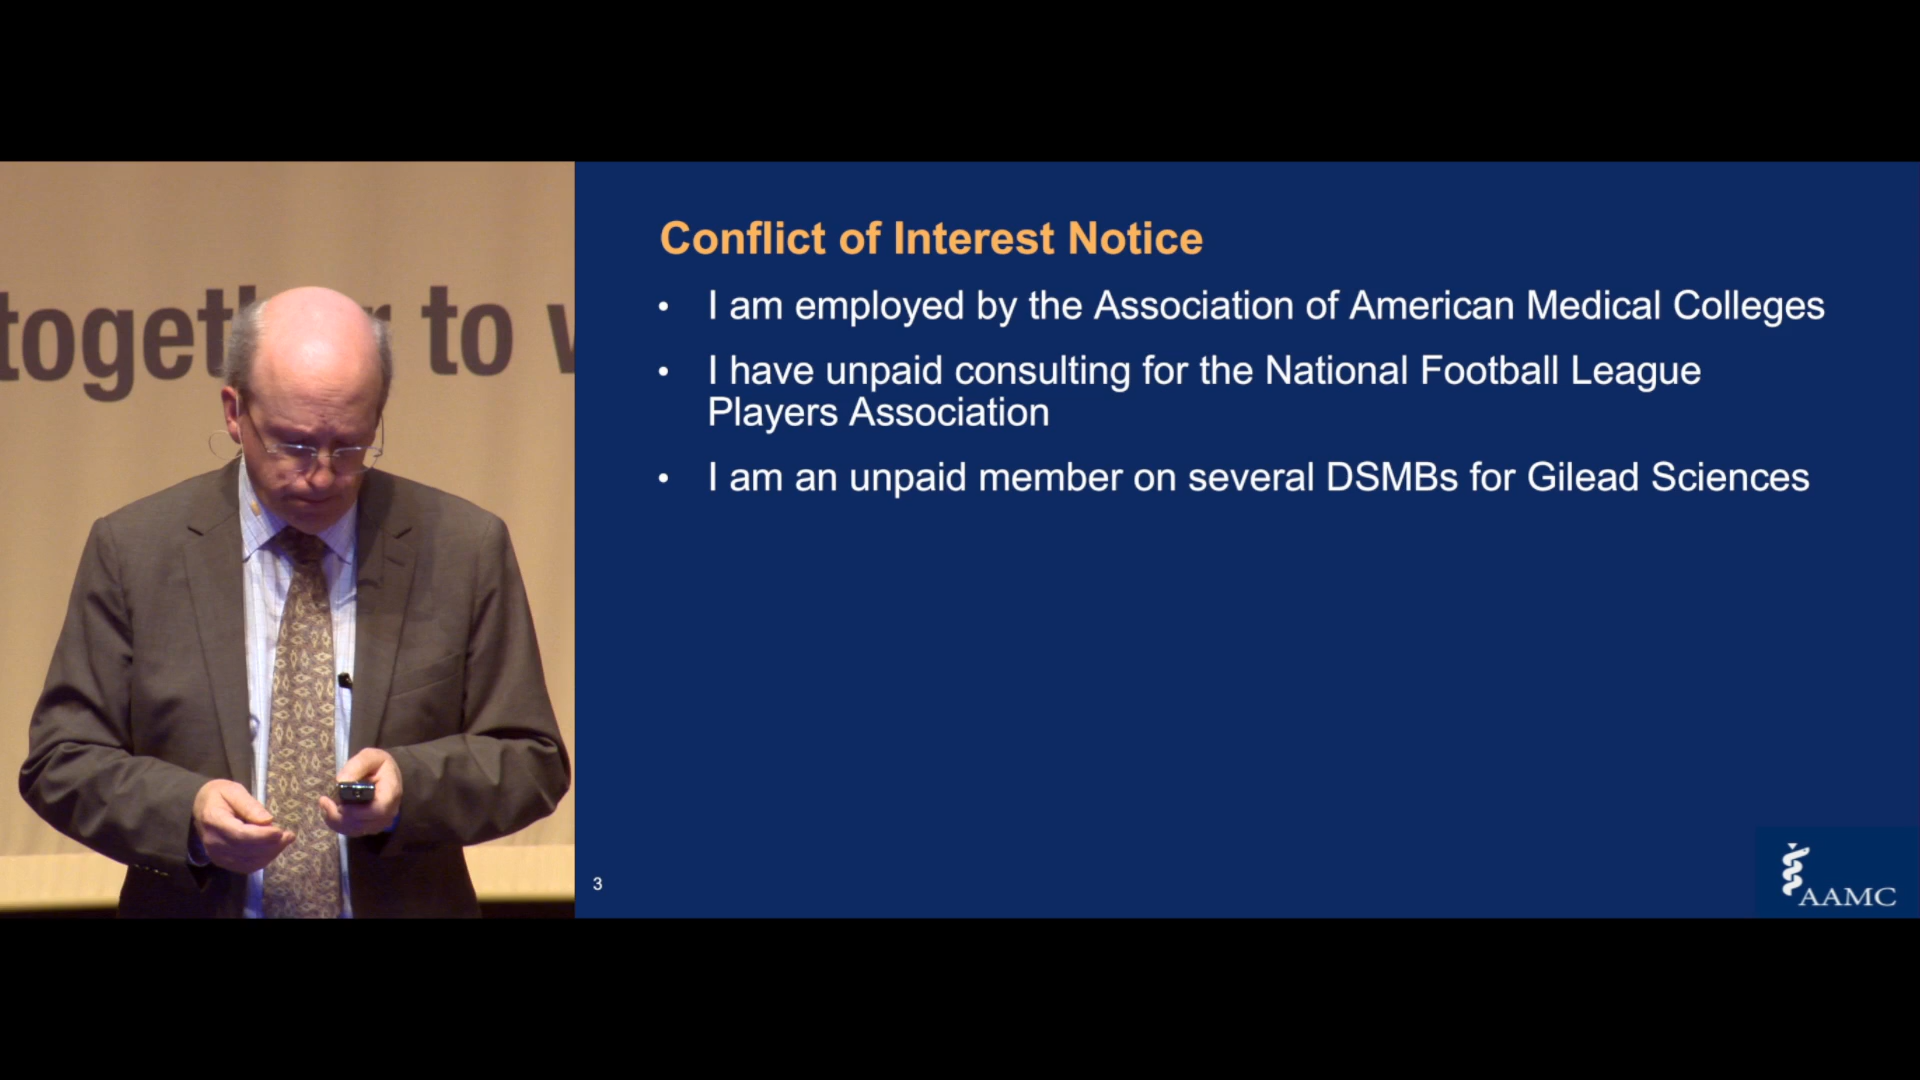 together to
Conflict of Interest Notice
• I am employed by the Association of American Medical Colleges
• I have unpaid consulting for the National Football League
Players Association
• I am an unpaid member on several DSMBs for Gilead Sciences
3
AAMC